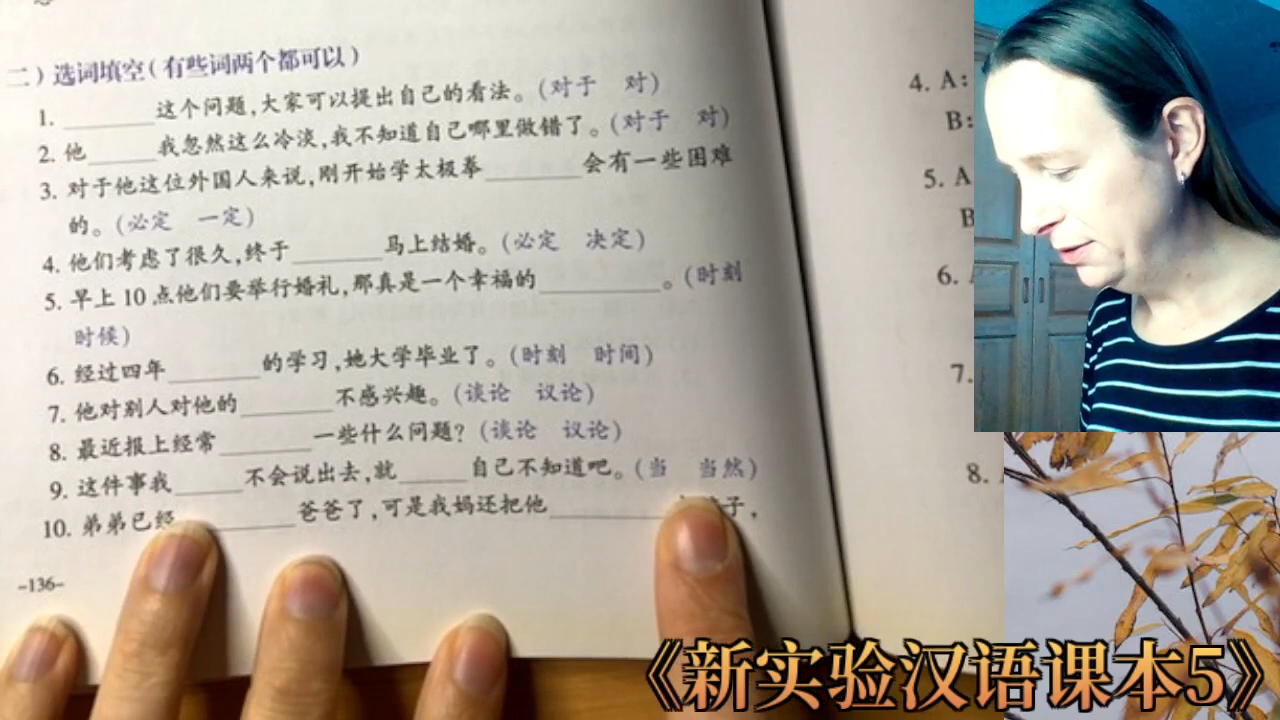 二）选词填空（有些词两个都可以）
1. ________这个问题，大家可以提出自己的看法。（对于 对）
2. 他______我忽然这么冷淡，我不知道自己哪里做错了。（对于 对）
3. 对于他这位外国人来说，刚开始学太极拳________会有一些困难
的。（必定 一定）
4. 他们考虑了很久，终于________马上结婚。（必定 决定）
5. 早上10点他们要举行婚礼，那真是一个幸福的__________。（时刻
时候）
6. 经过四年________的学习，她大学毕业了。（时刻 时间）
7. 他对别人对他的________不感兴趣。（谈论 议论）
8. 最近报上经常________一些什么问题？（谈论 议论）
9. 这件事我______不会说出去，就______自己不知道吧。（当 当然）
10. 弟弟已经________爸爸了，可是我妈还把他____________子，
-136-
4. A:
B:
5. A
B
6.
7.
8.
《新实验汉语课本5》